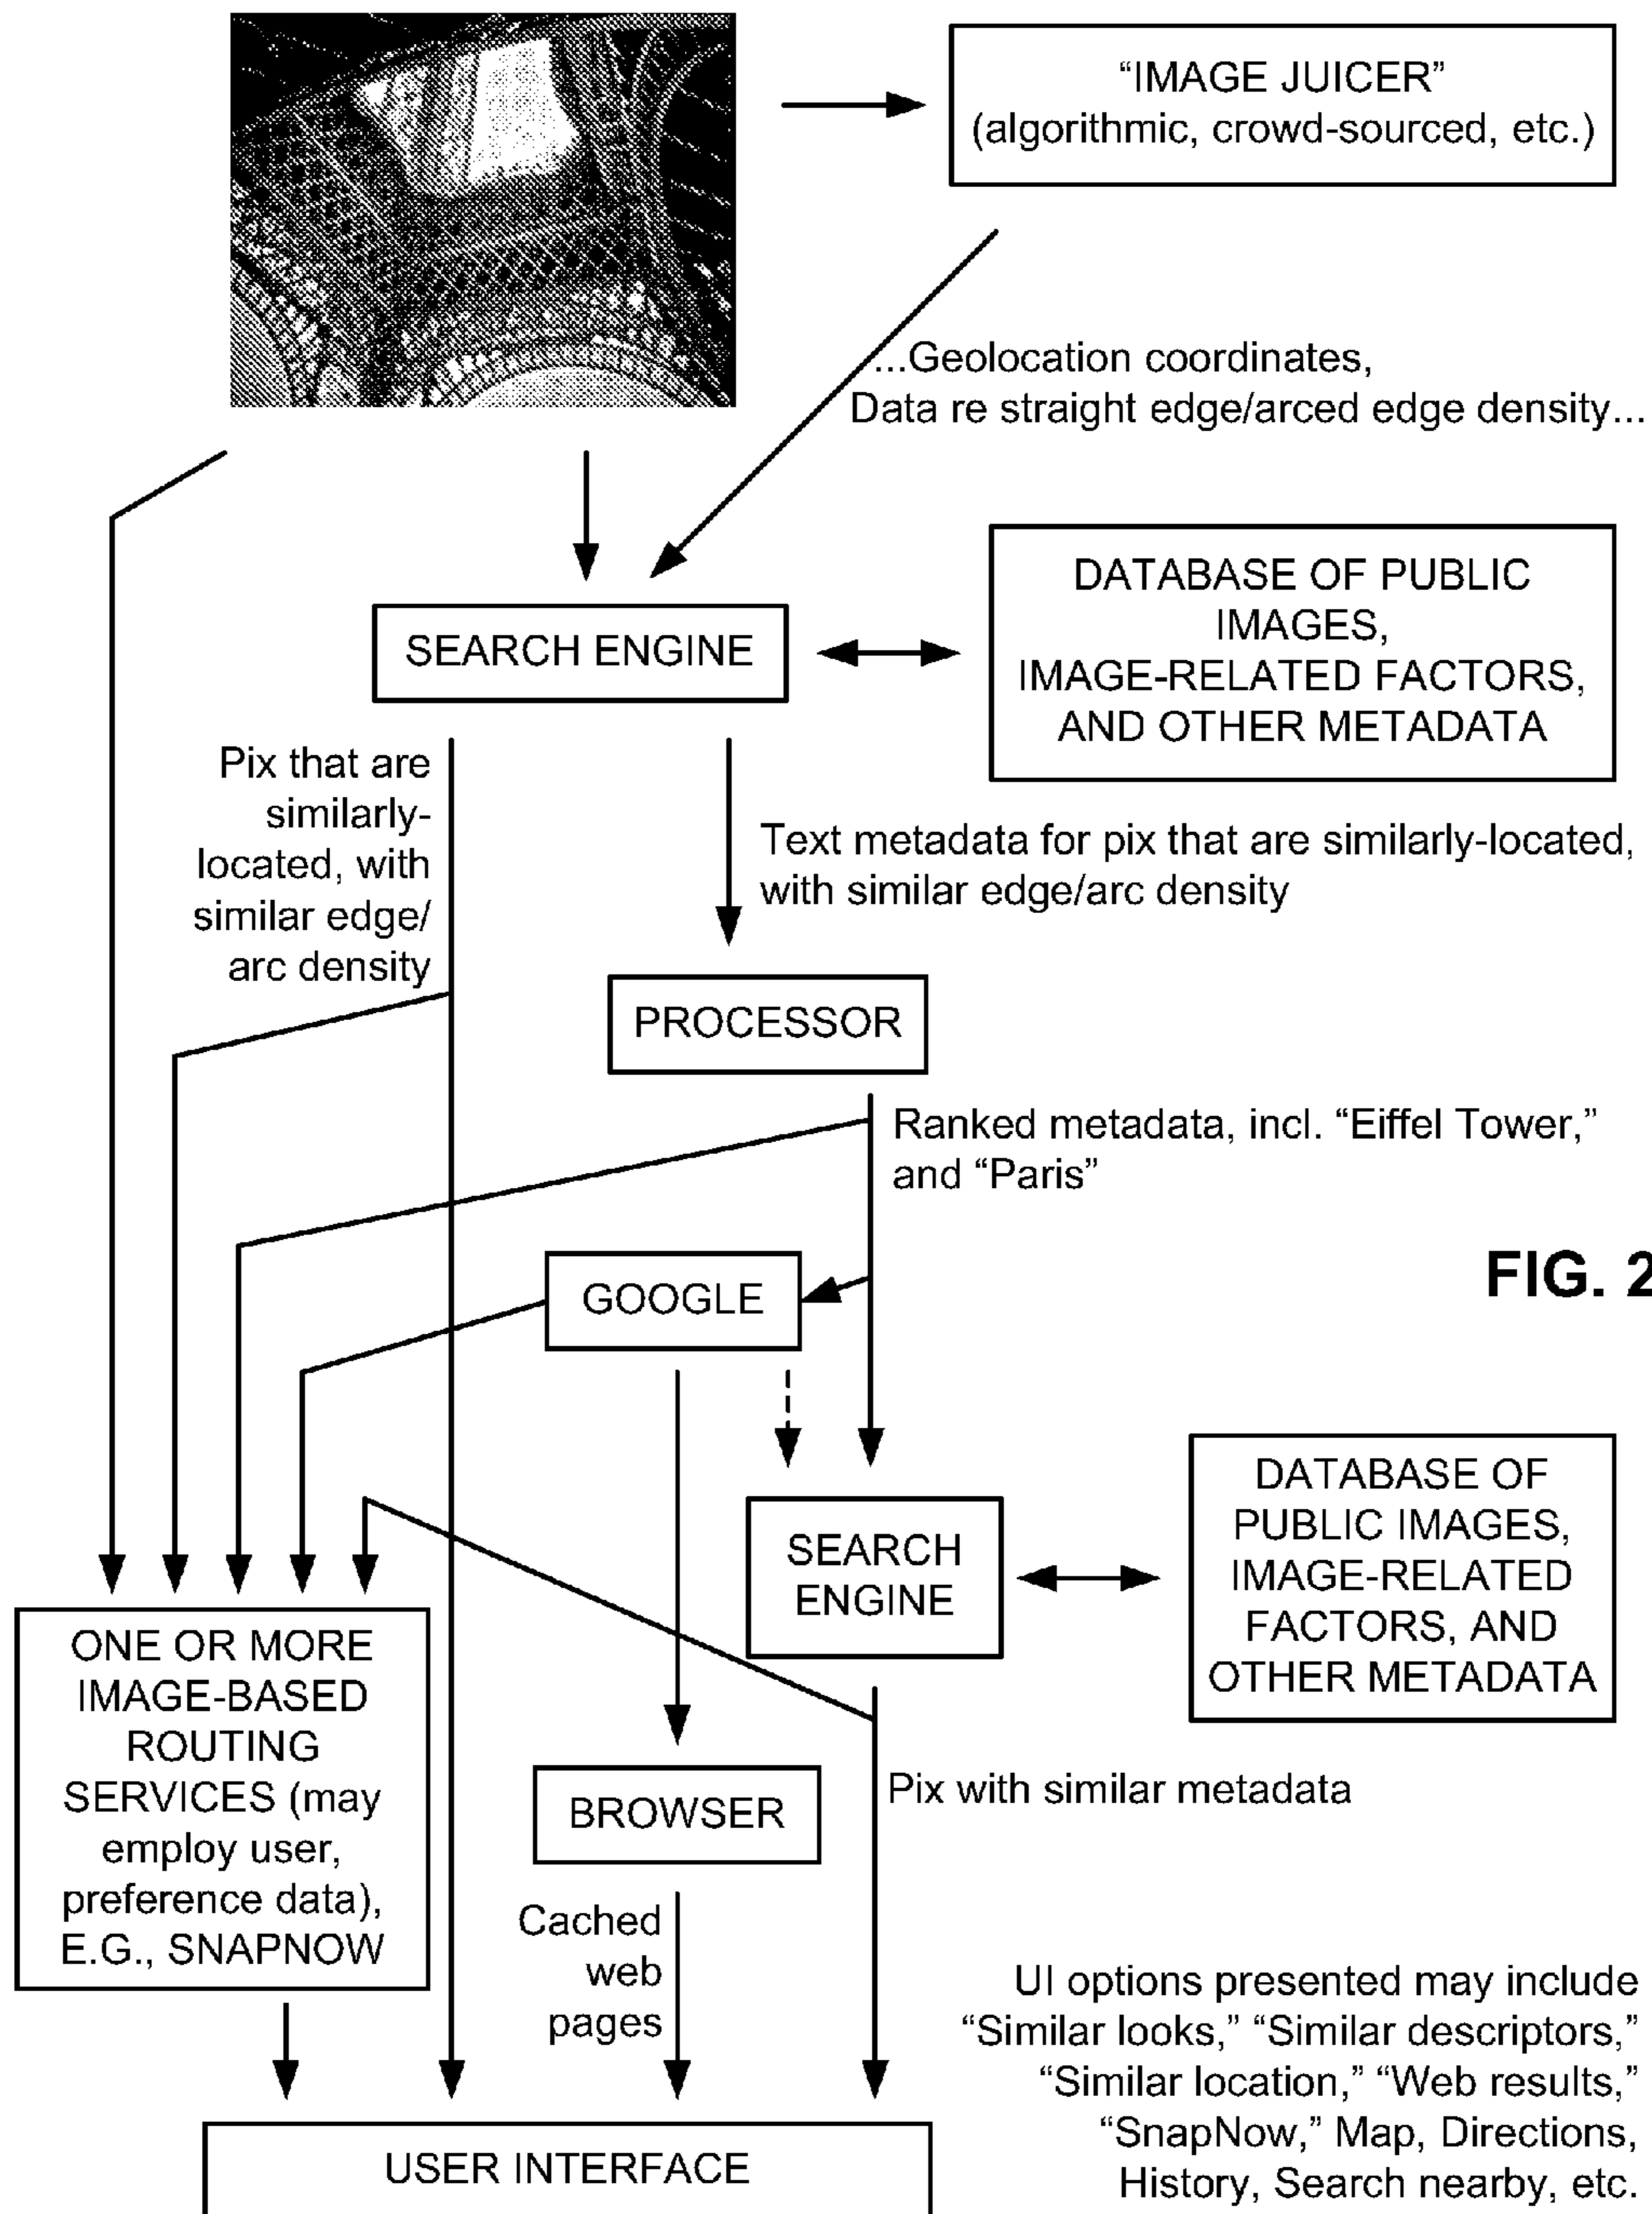 “IMAGE JUICER”
(algorithmic, crowd-sourced, etc.)
...Geolocation coordinates,
Data re straight edge/arced edge density...
SEARCH ENGINE
DATABASE OF PUBLIC
IMAGES,
IMAGE-RELATED FACTORS,
AND OTHER METADATA
Pix that are
similarly-
located, with
similar edge/
arc density
Text metadata for pix that are similarly-located,
with similar edge/arc density
PROCESSOR
Ranked metadata, incl. “Eiffel Tower,”
and “Paris”
GOOGLE
FIG. 2
SEARCH
ENGINE
DATABASE OF
PUBLIC IMAGES,
IMAGE-RELATED
FACTORS, AND
OTHER METADATA
ONE OR MORE
IMAGE-BASED
ROUTING
SERVICES (may
employ user,
preference data),
E.G., SNAPNOW
BROWSER
Pix with similar metadata
Cached
web
pages
UI options presented may include
“Similar looks,” “Similar descriptors,”
“Similar location,” “Web results,”
“SnapNow,” Map, Directions,
History, Search nearby, etc.
USER INTERFACE